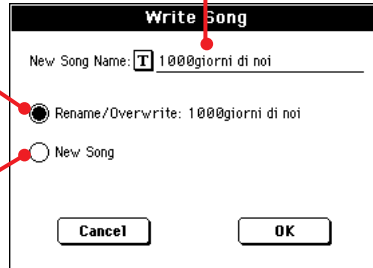 Write Song
New Song Name: T 1000giorni di noi
Rename/Overwrite: 1000giorni di noi
New Song
Cancel OK